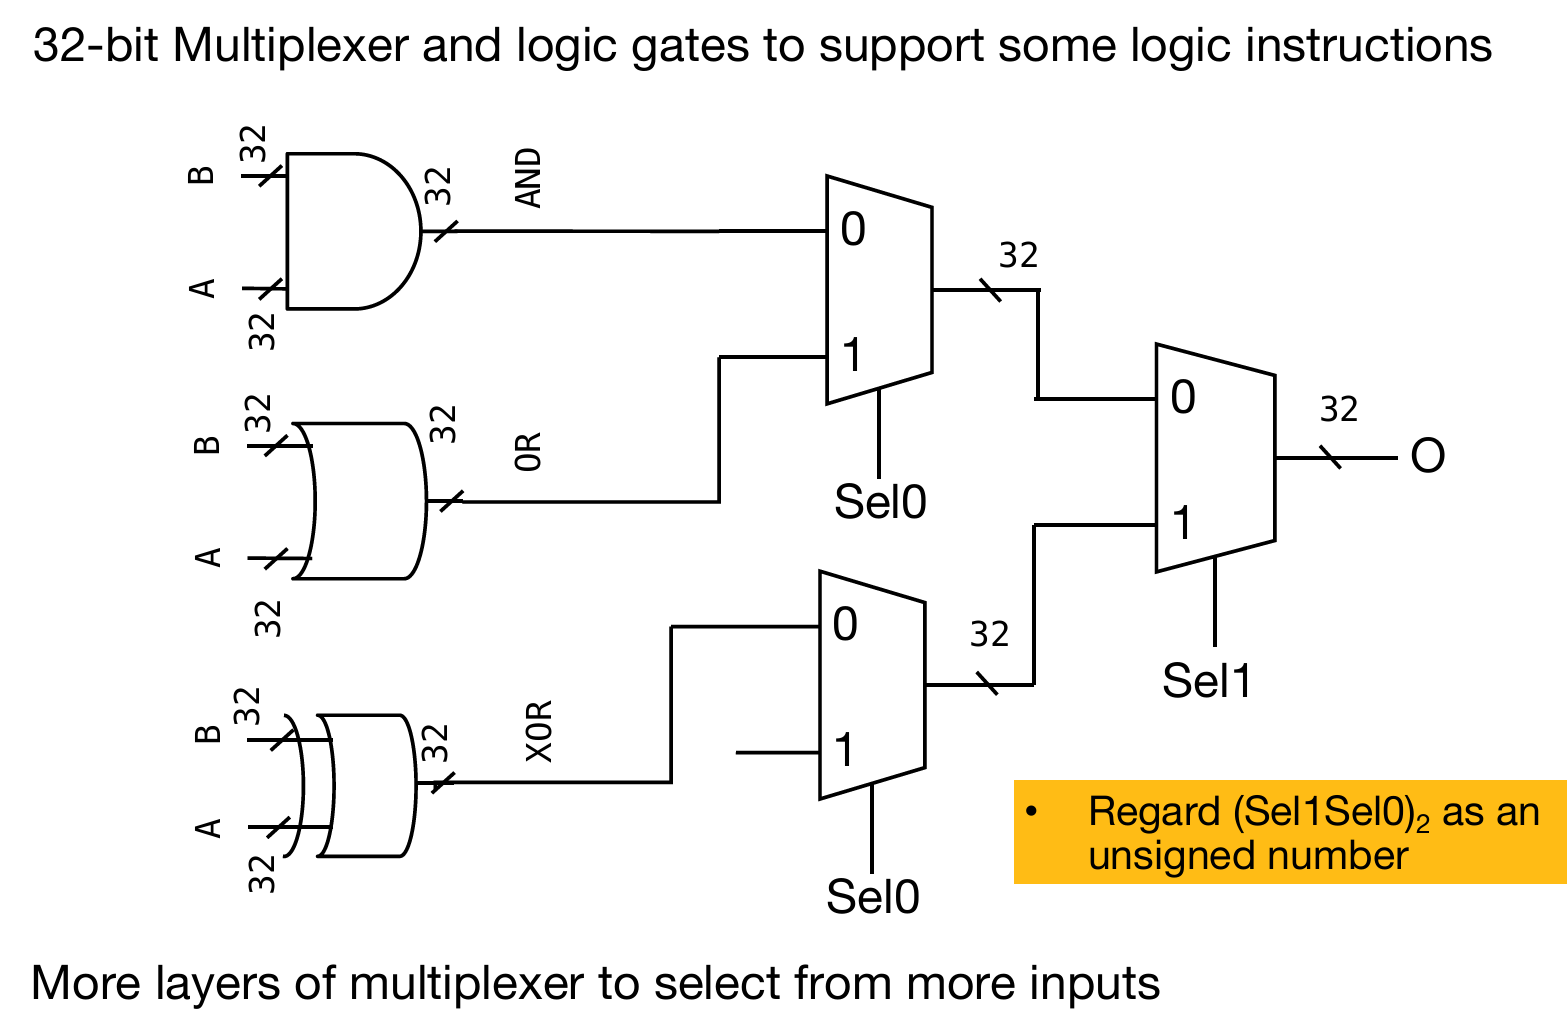 32-bit Multiplexer and logic gates to support some logic instructions
B
32
A
32
32
AND
B
32
A
32
32
OR
B
32
A
32
32
XOR
0
1
Sel0
32
0
1
Sel0
32
0
1
Sel1
32
O
• Regard (Sel1Sel0)₂ as an
unsigned number
More layers of multiplexer to select from more inputs